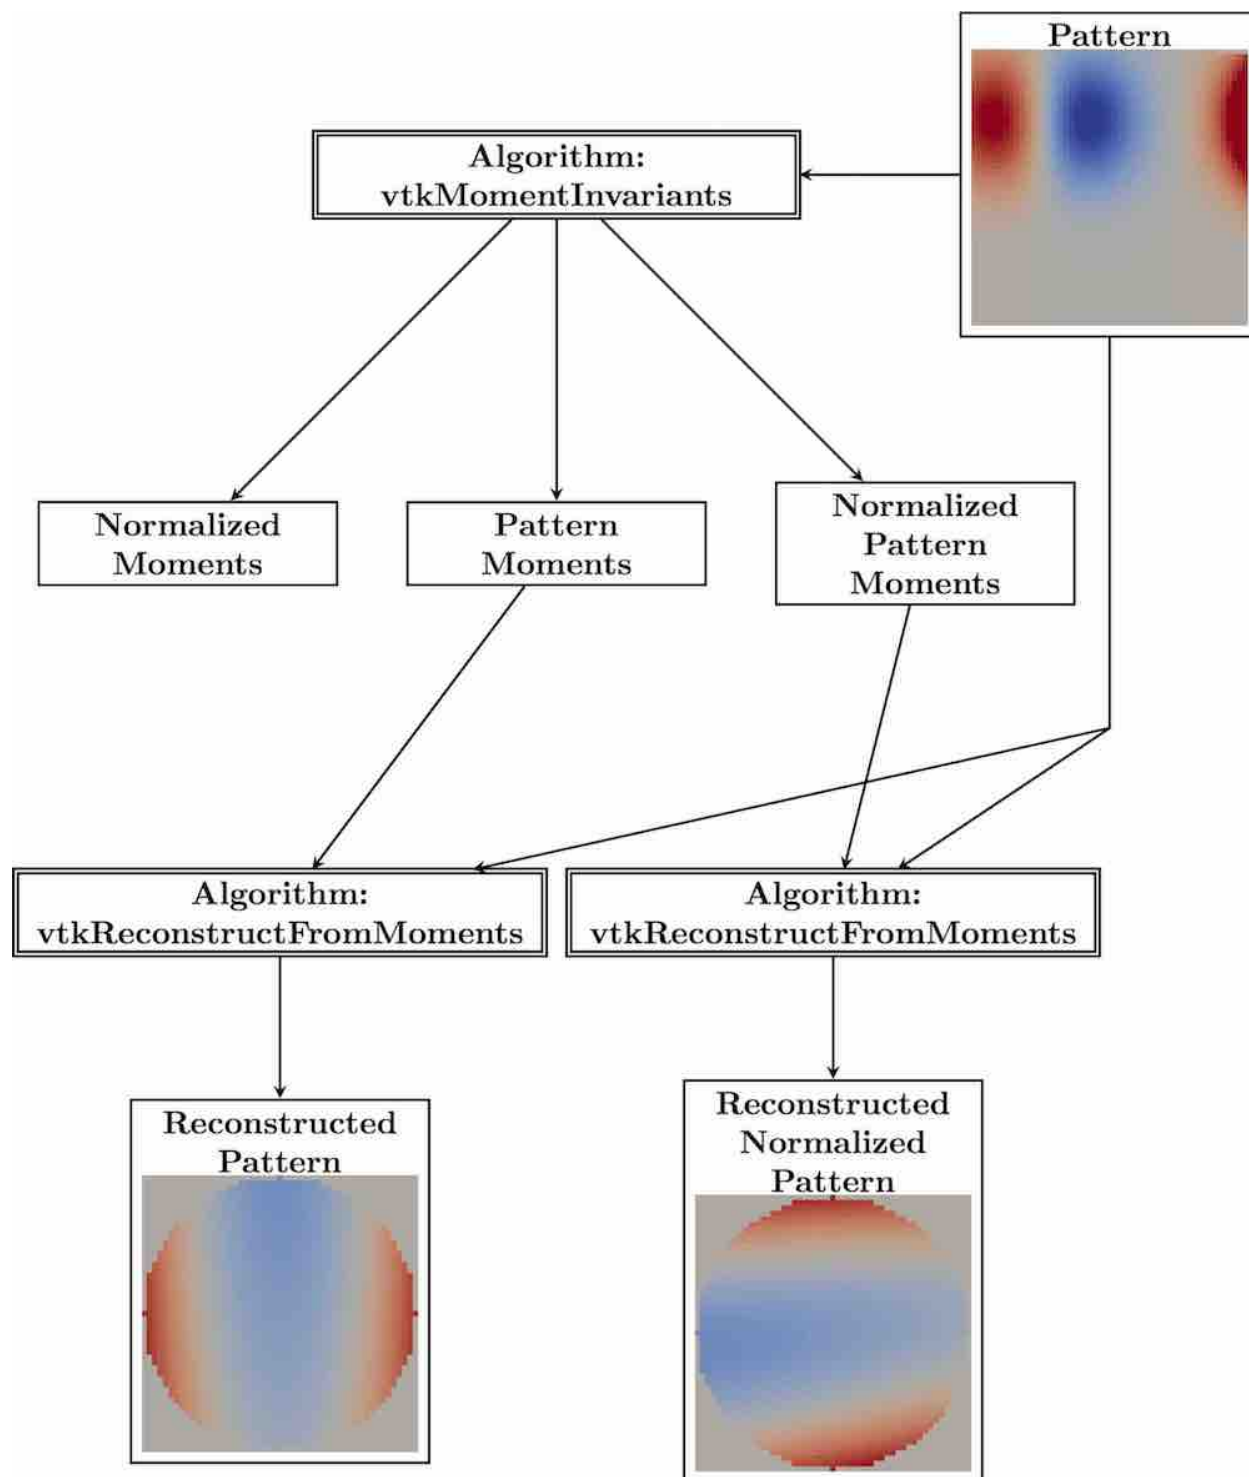 Pattern
Algorithm:
vtkMomentInvariants
Normalized
Moments
Pattern
Moments
Normalized
Pattern
Moments
Algorithm:
vtkReconstructFromMoments
Algorithm:
vtkReconstructFromMoments
Reconstructed
Pattern
Reconstructed
Normalized
Pattern